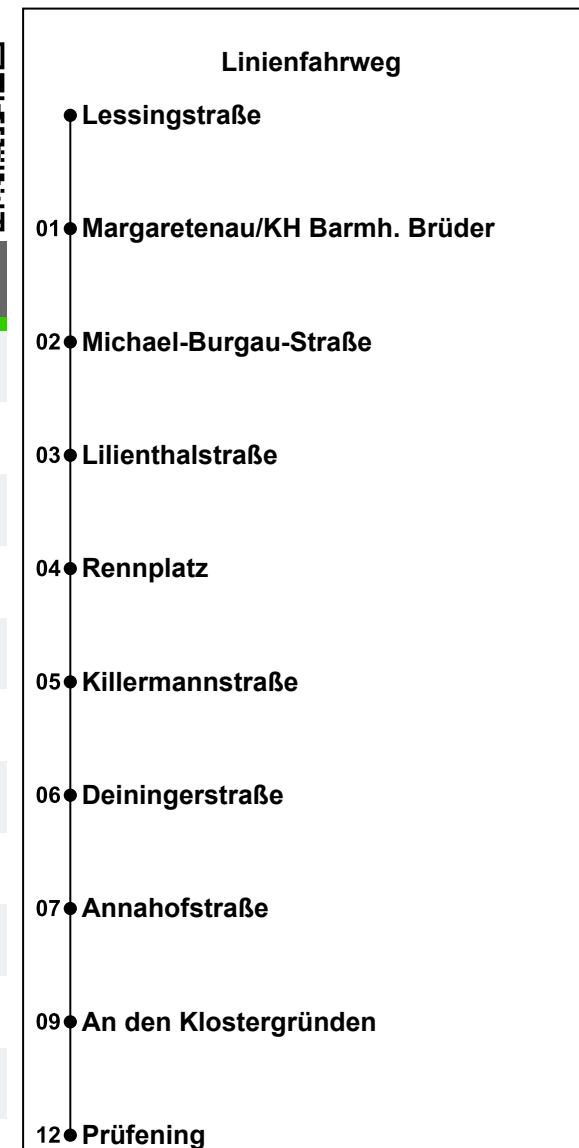 Linienfahrweg
Lessingstraße
01 Margaretenau/KH Barmh. Brüder
02 Michael-Burgau-Straße
03 Lilienthalstraße
04 Rennplatz
05 Killermannstraße
06 Deiningerstraße
07 Annahofstraße
09 An den Klostergründen
12 Prüfening